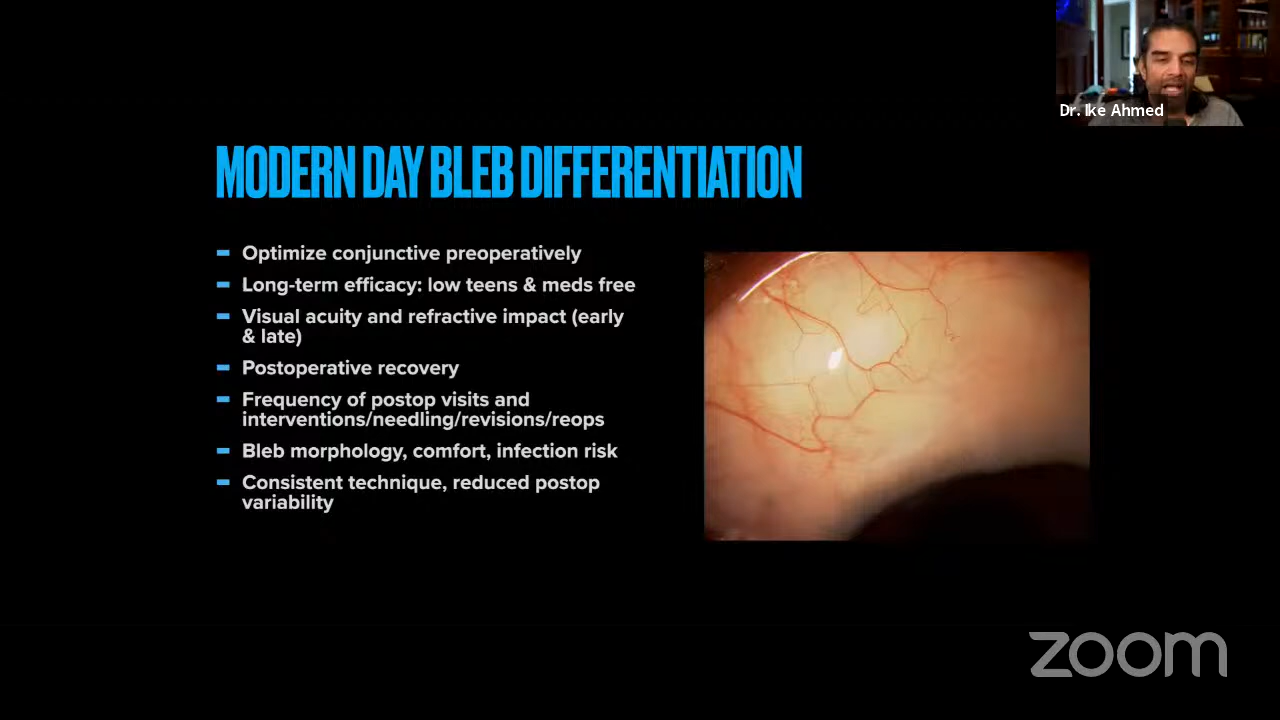 Dr. Ike Ahmed
MODERN DAY BLEB DIFFERENTIATION
Optimize conjunctive preoperatively
Long-term efficacy: low teens & meds free
Visual acuity and refractive impact (early
& late)
Postoperative recovery
Frequency of postop visits and
interventions/needling/revisions/reops
Bleb morphology, comfort, infection risk
Consistent technique, reduced postop
variability
zoom